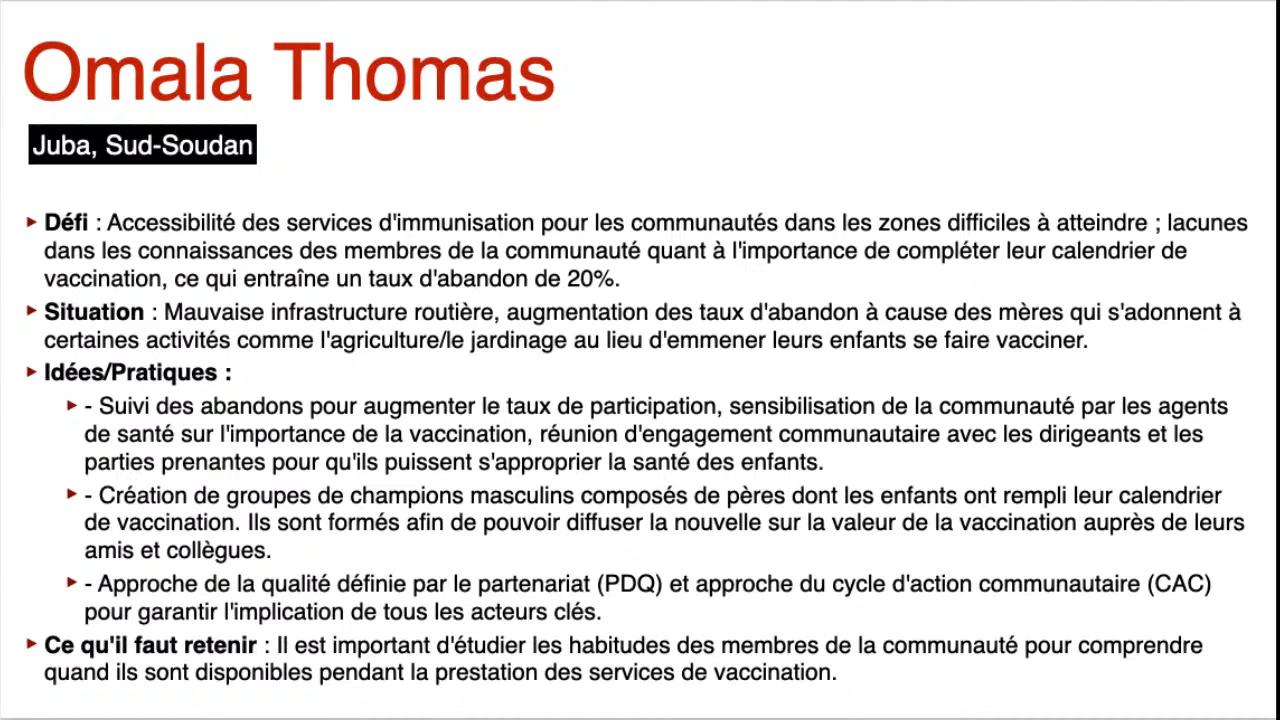 Omala Thomas
Juba, Sud-Soudan
Défi : Accessibilité des services d'immunisation pour les communautés dans les zones difficiles à atteindre ; lacunes
dans les connaissances des membres de la communauté quant à l'importance de compléter leur calendrier de
vaccination, ce qui entraîne un taux d'abandon de 20%.
Situation : Mauvaise infrastructure routière, augmentation des taux d'abandon à cause des mères qui s'adonnent à
certaines activités comme l'agriculture/le jardinage au lieu d'emmener leurs enfants se faire vacciner.
Idées/Pratiques :
- Suivi des abandons pour augmenter le taux de participation, sensibilisation de la communauté par les agents
de santé sur l'importance de la vaccination, réunion d'engagement communautaire avec les dirigeants et les
parties prenantes pour qu'ils puissent s'approprier la santé des enfants.
- Création de groupes de champions masculins composés de pères dont les enfants ont rempli leur calendrier
de vaccination. Ils sont formés afin de pouvoir diffuser la nouvelle sur la valeur de la vaccination auprès de leurs
amis et collègues.
- Approche de la qualité définie par le partenariat (PDQ) et approche du cycle d'action communautaire (CAC)
pour garantir l'implication de tous les acteurs clés.
Ce qu'il faut retenir : Il est important d'étudier les habitudes des membres de la communauté pour comprendre
quand ils sont disponibles pendant la prestation des services de vaccination.